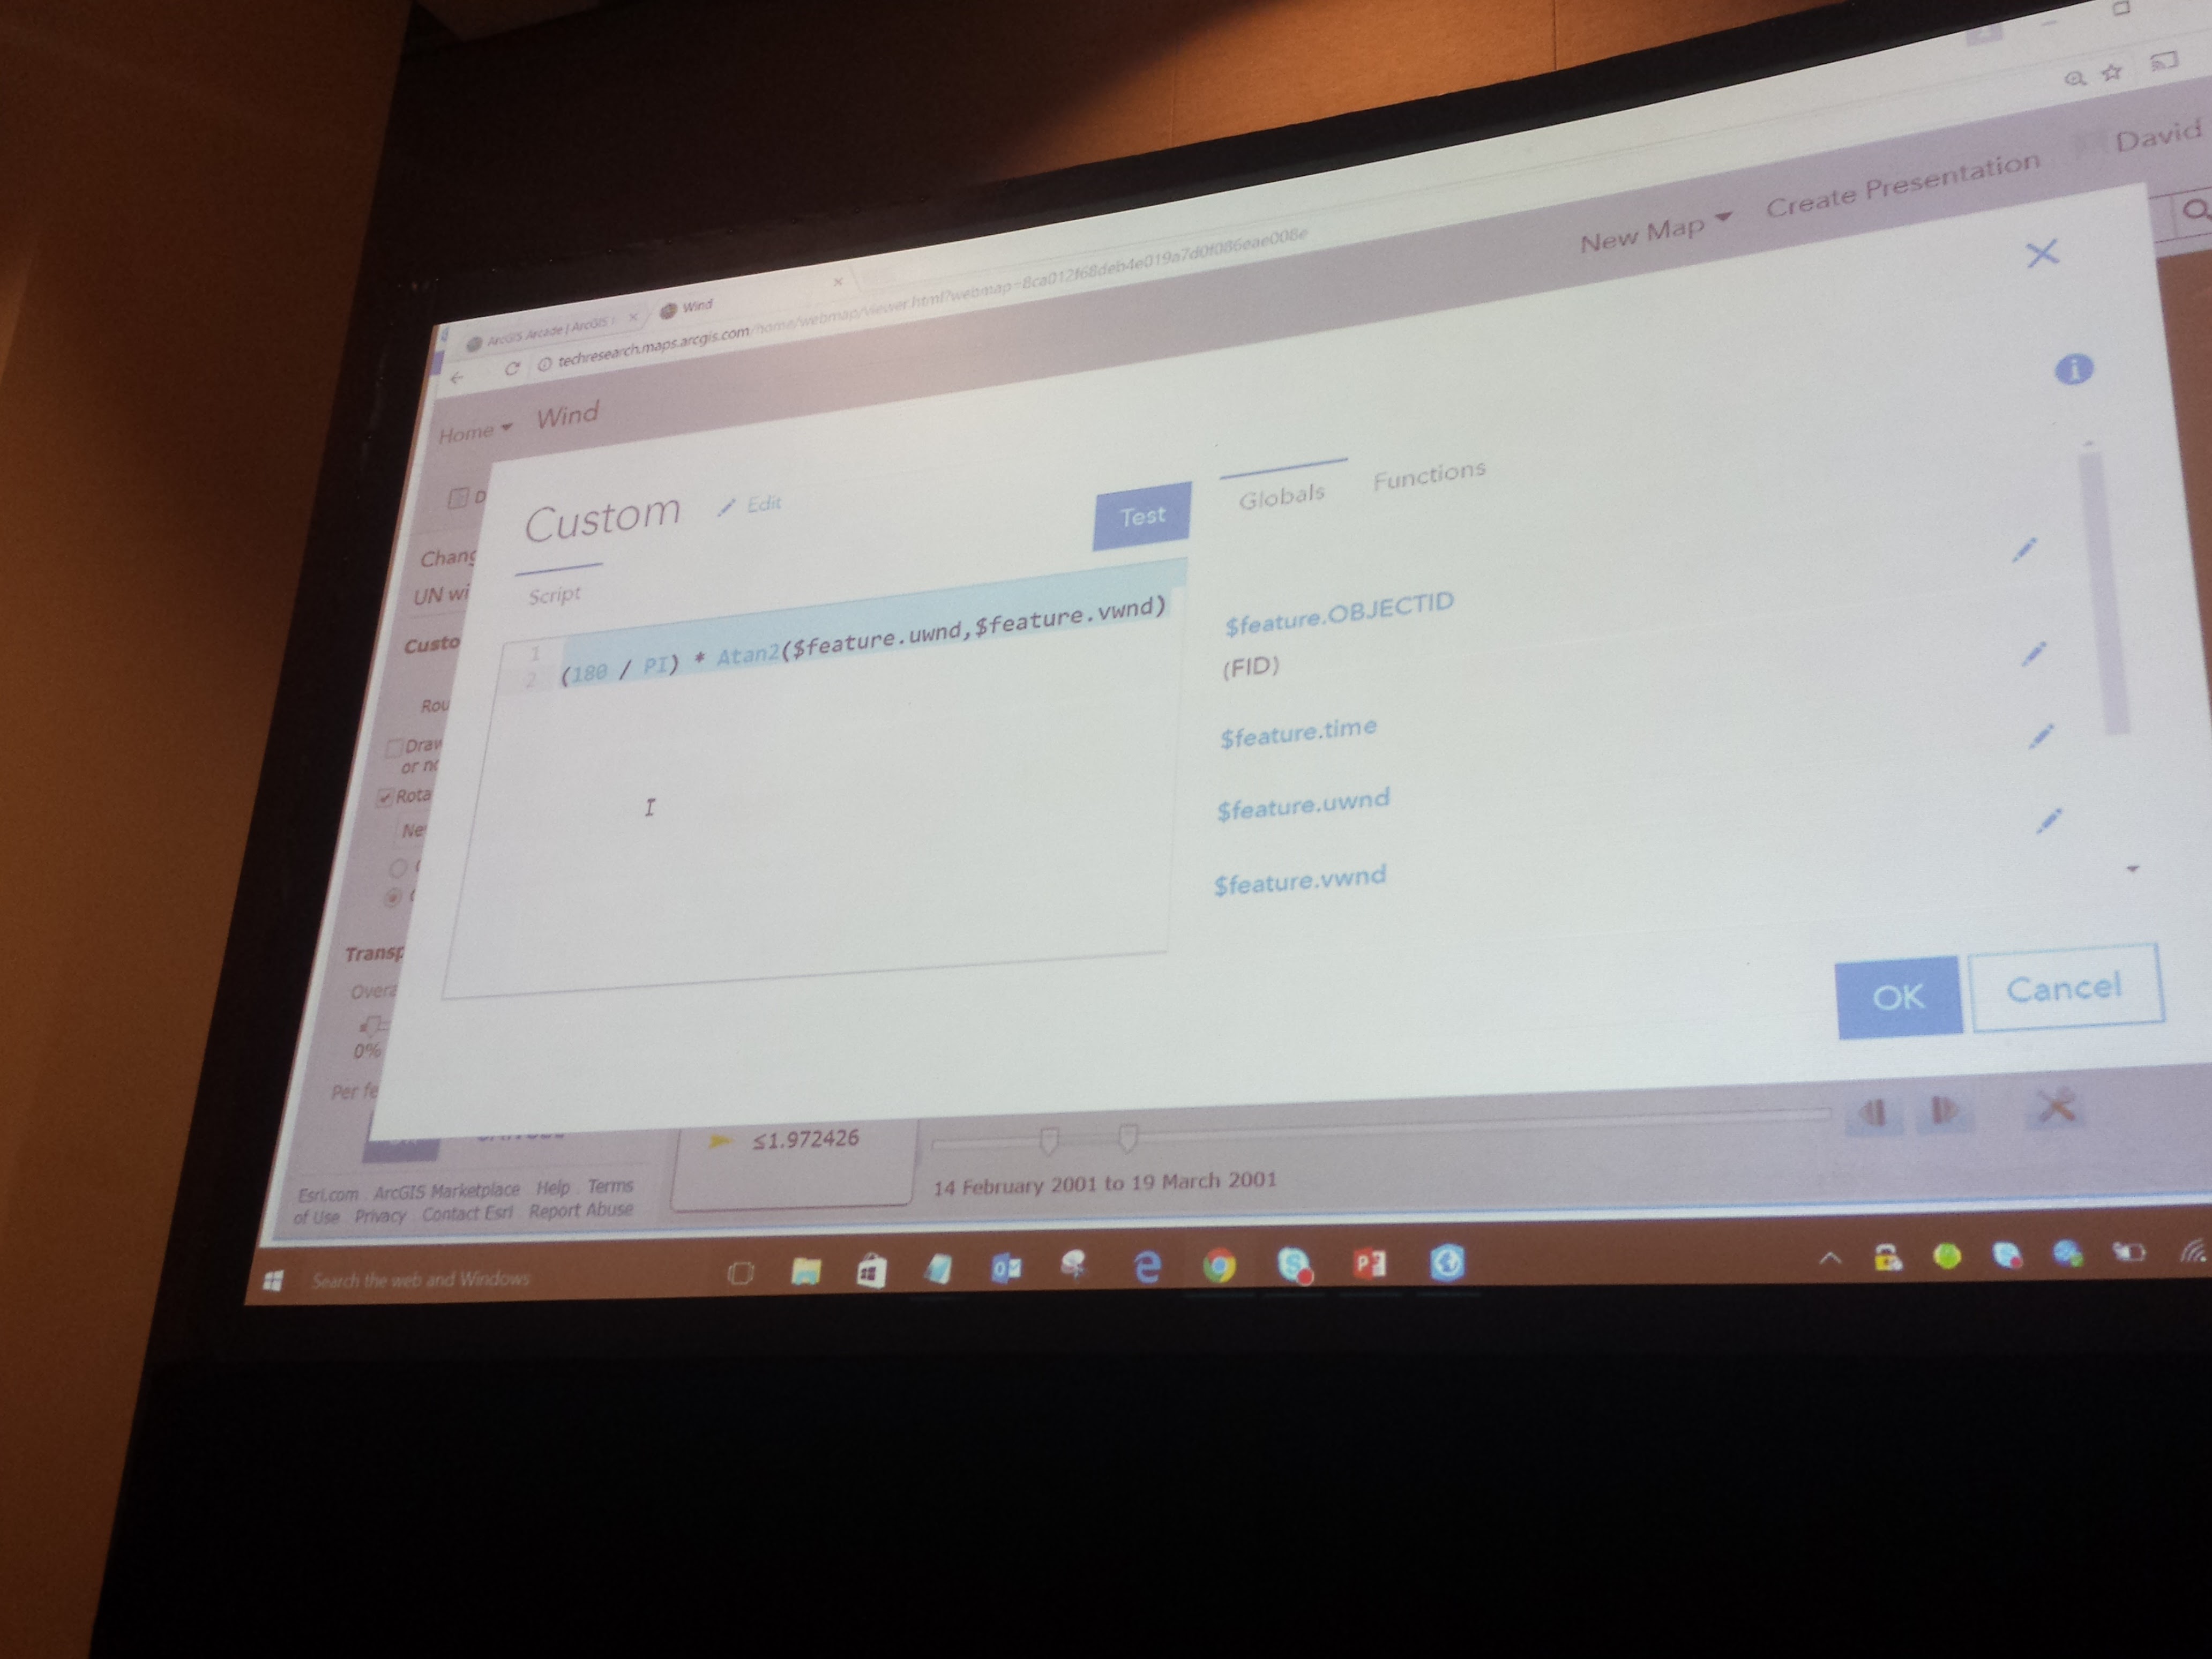 ArcGIS Arcade | ArcGIS
Wind
techresearch.maps.arcgis.com/home/webmap/viewer.html?webmap=8ca012f68deb4e019a7d0f086eae008e
Home Wind
New Map Create Presentation David
D
Chang
UN wi
Custo
Rou
Draw
or no
Rota
Ne
Transp
Overa
0%
Per fe
Custom Edit
Test
Globals Functions
Script
1
2 (180 / PI) * Atan2($feature.uwnd,$feature.vwnd)
$feature.OBJECTID
(FID)
$feature.time
$feature.uwnd
$feature.vwnd
OK Cancel
≤1.972426
14 February 2001 to 19 March 2001
Esri.com . ArcGIS Marketplace Help . Terms
of Use Privacy Contact Esri Report Abuse
Search the web and Windows